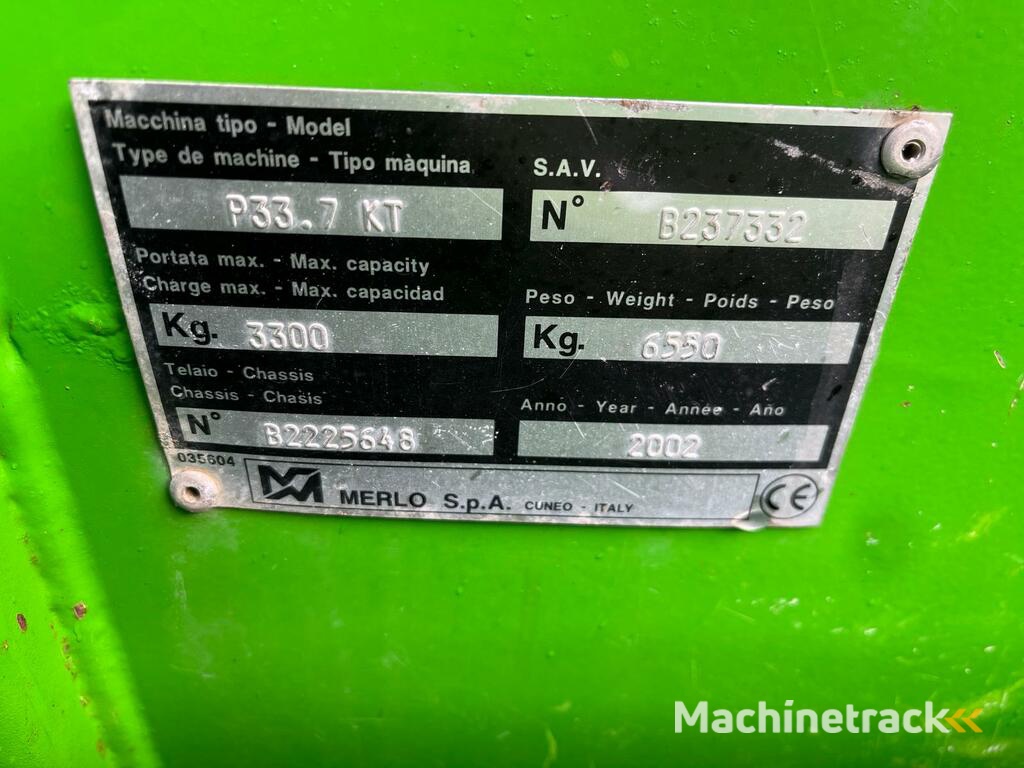 Macchina tipo - Model
Type de machine - Tipo màquina
P33.7 KT
S.A.V.
N° B237332
Portata max. - Max. capacity
Charge max. - Max. capacidad
Kg. 3300
Peso - Weight - Poids - Peso
Kg. 6550
Telaio - Chassis
Chassis - Chasis
N° B2225648
Anno - Year - Année - Año
2002
035604
MERLO S.p.A. CUNEO - ITALY
CE
Machinetrack